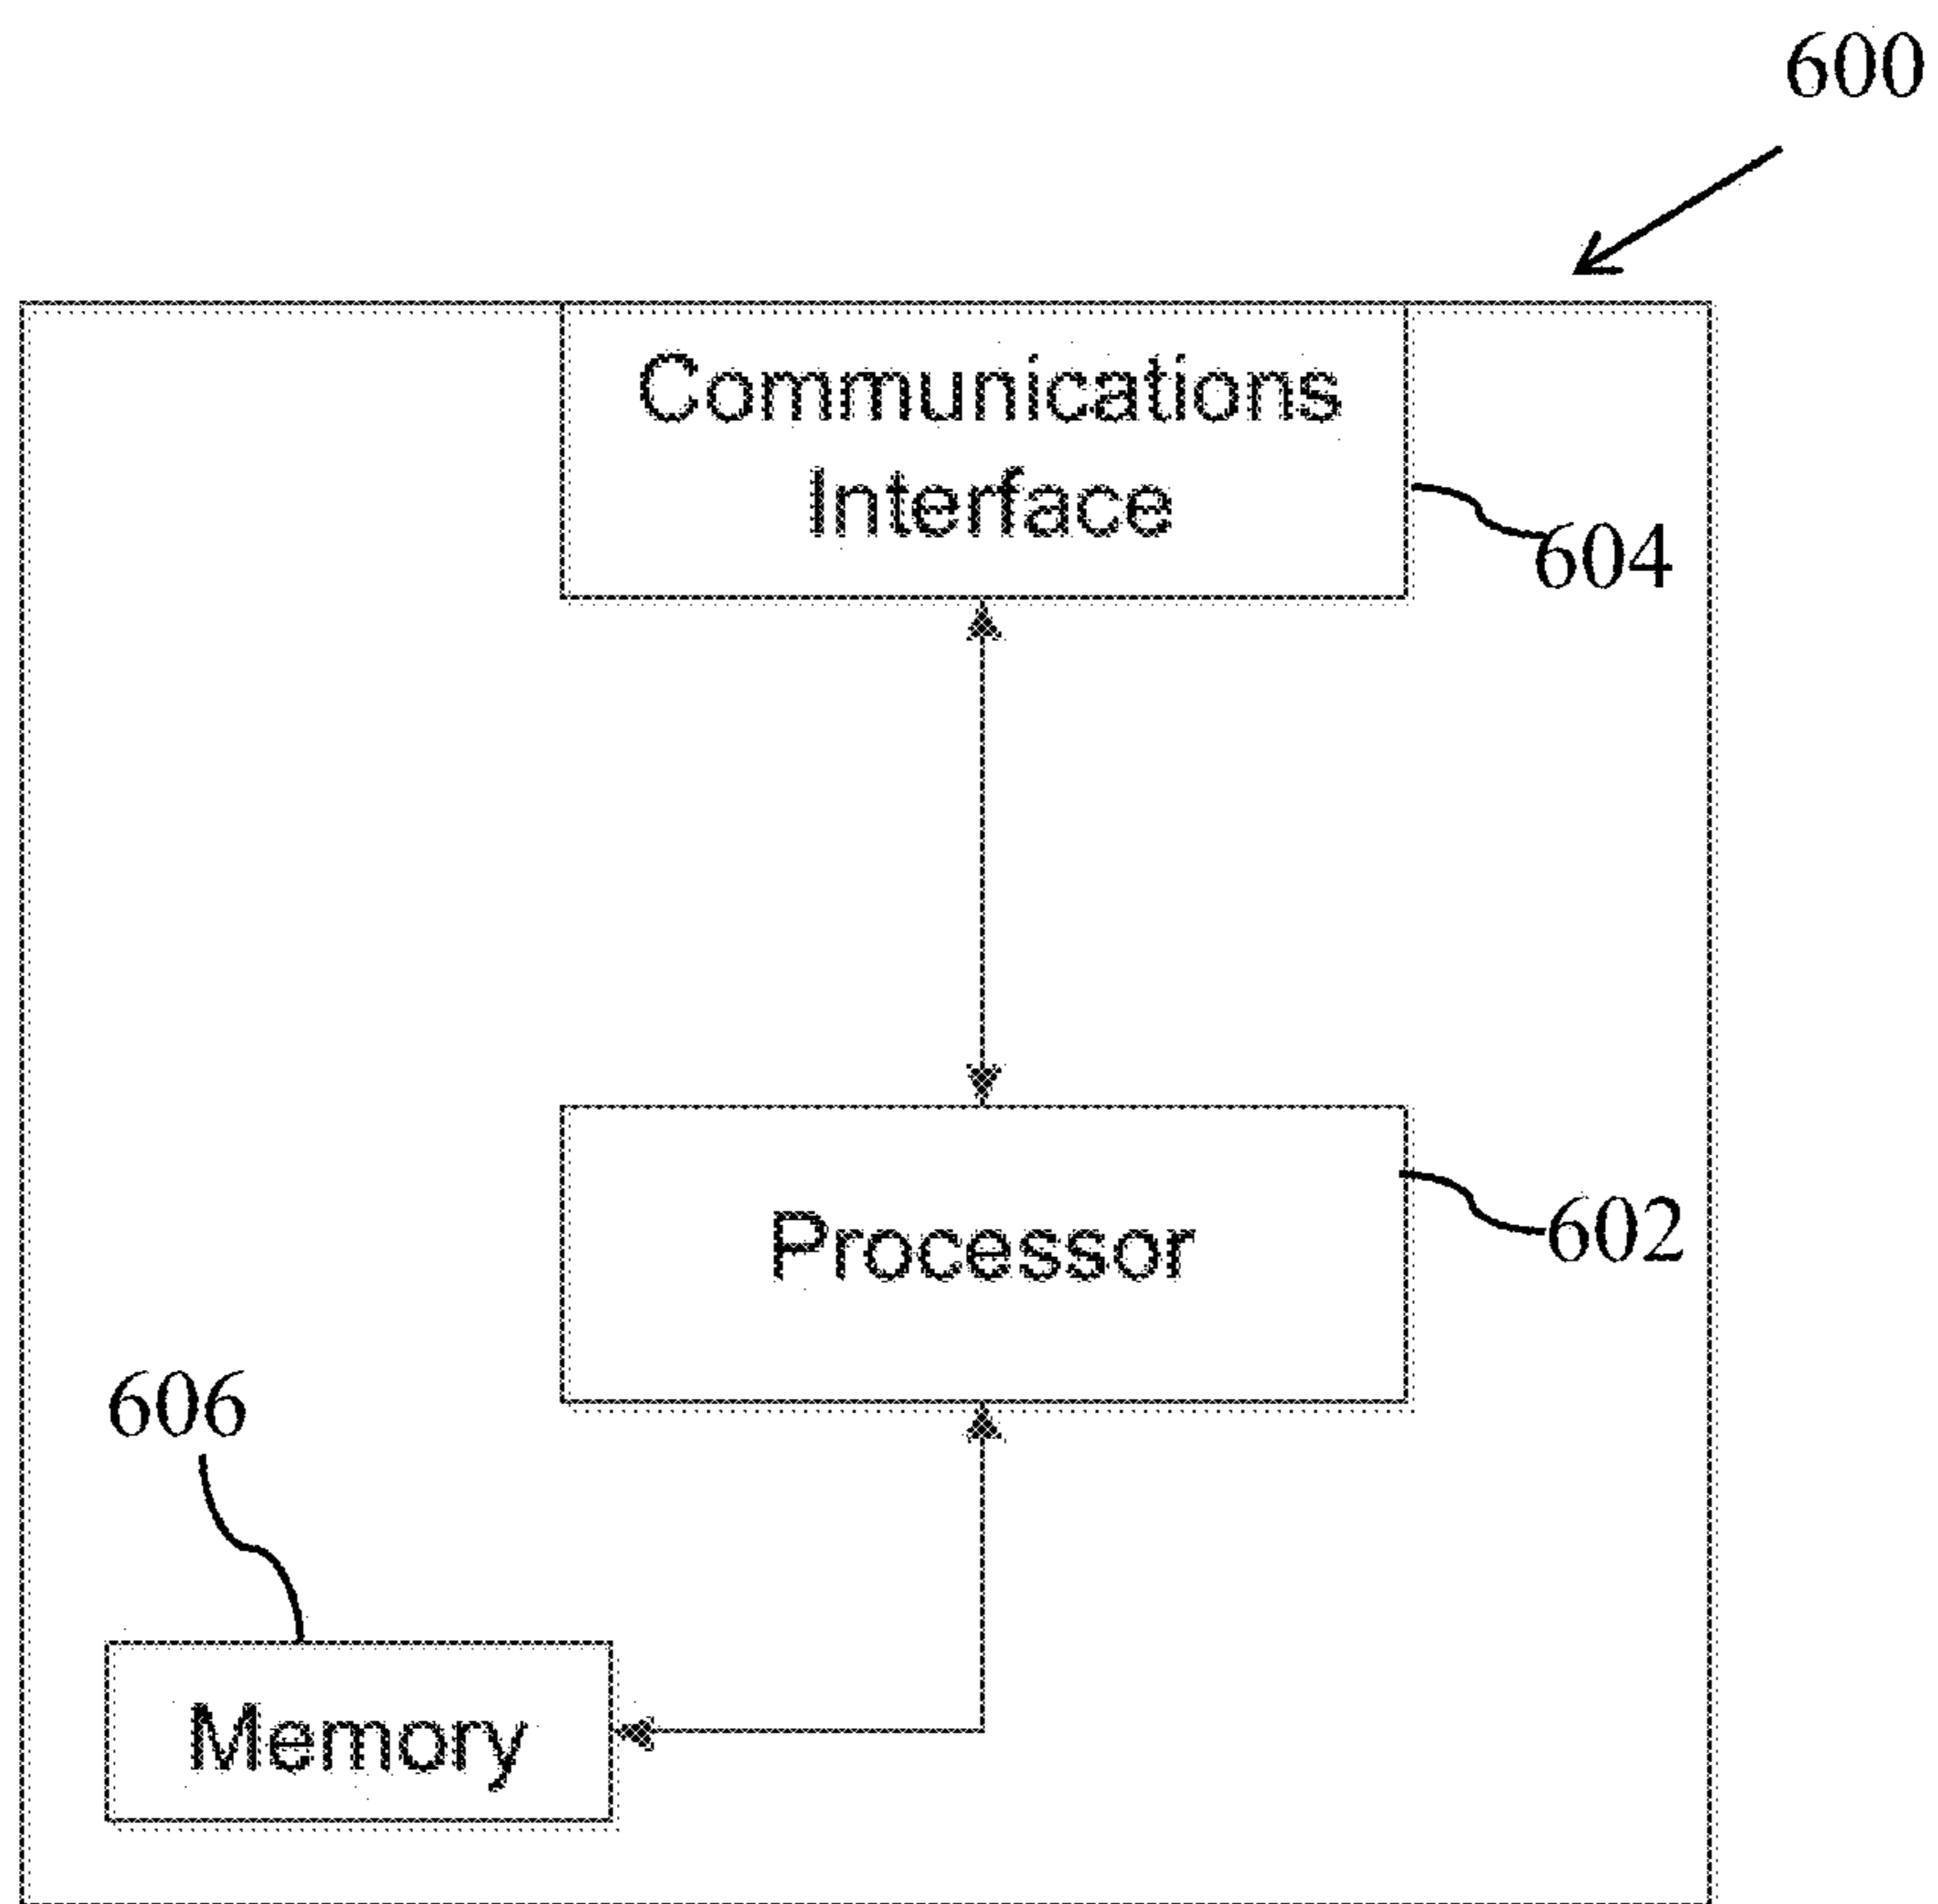 600
Communications
Interface
604
Processor
602
606
Memory